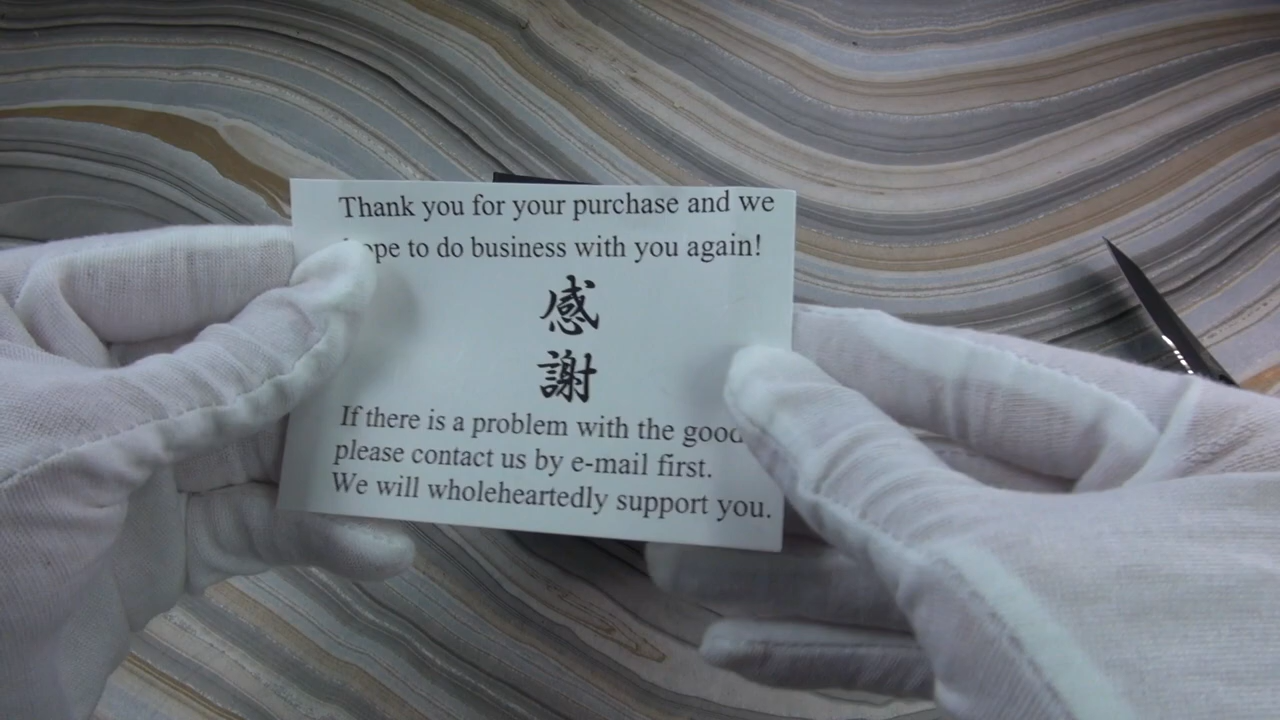 Thank you for your purchase and we
ope to do business with you again!
感
謝
If there is a problem with the good
please contact us by e-mail first.
We will wholeheartedly support you.